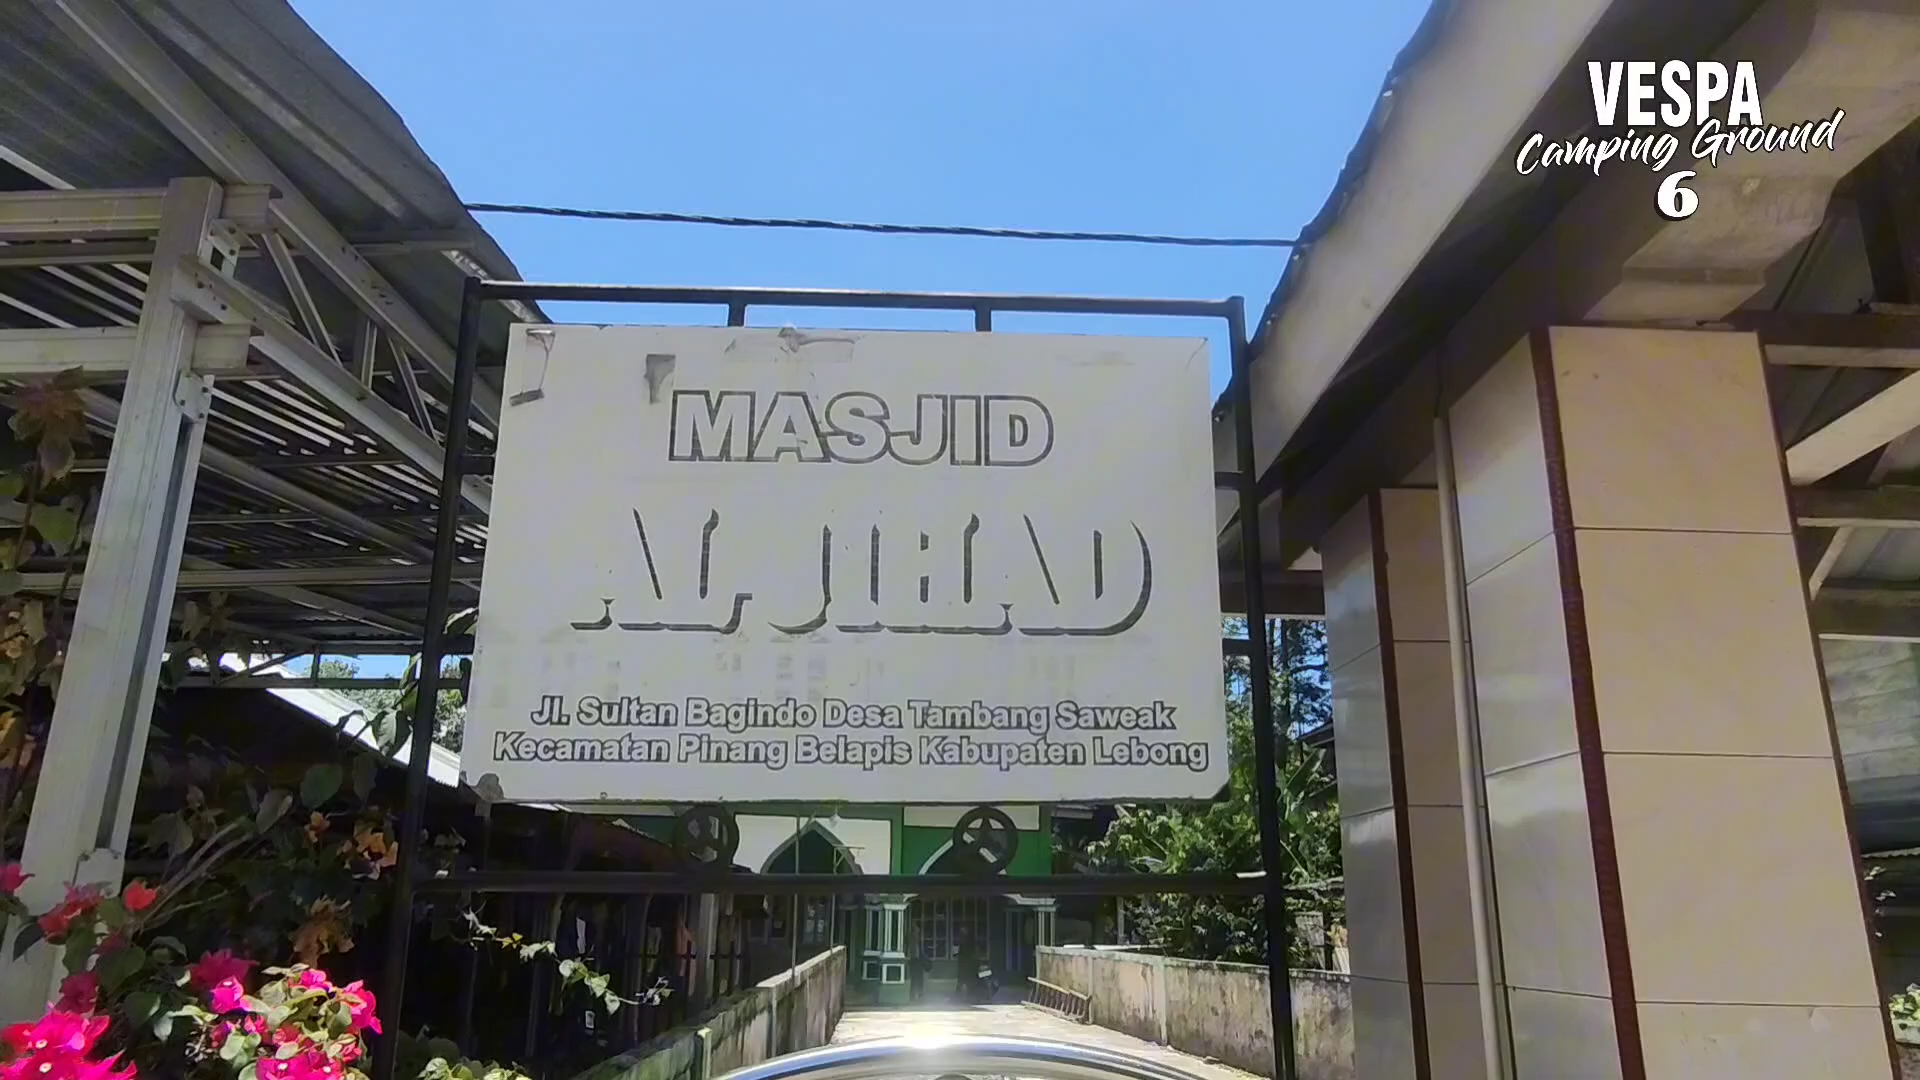 VESPA
Camping Ground
6
MASJID
AL JIHAD
Jl. Sultan Bagindo Desa Tambang Saweak
Kecamatan Pinang Belapis Kabupaten Lebong